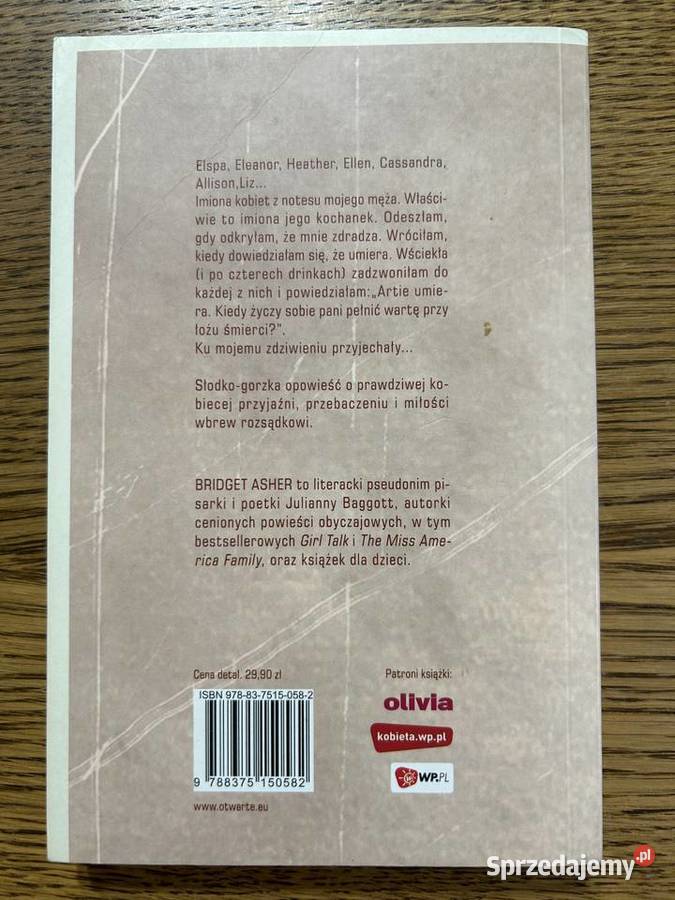 Elspa, Eleanor, Heather, Ellen, Cassandra,
Allison,Liz...
Imiona kobiet z notesu mojego męża. Właści-
wie to imiona jego kochanek. Odeszłam,
gdy odkryłam, że mnie zdradza. Wróciłam,
kiedy dowiedziałam się, że umiera. Wściekła
(i po czterech drinkach) zadzwoniłam do
każdej z nich i powiedziałam:„Artie umie-
ra. Kiedy życzy sobie pani pełnić wartę przy
łożu śmierci?”.
Ku mojemu zdziwieniu przyjechały...
Słodko-gorzka opowieść o prawdziwej ko-
biecej przyjaźni, przebaczeniu i miłości
wbrew rozsądkowi.
BRIDGET ASHER to literacki pseudonim pi-
sarki i poetki Julianny Baggott, autorki
cenionych powieści obyczajowych, w tym
bestsellerowych Girl Talk i The Miss Ame-
rica Family, oraz książek dla dzieci.
Cena detal. 29,90 zł
ISBN 978-83-7515-058-2
9 788375 150582
www.otwarte.eu
Patroni książki:
olivia
kobieta.wp.pl
WP.PL
Sprzedajemy.pl